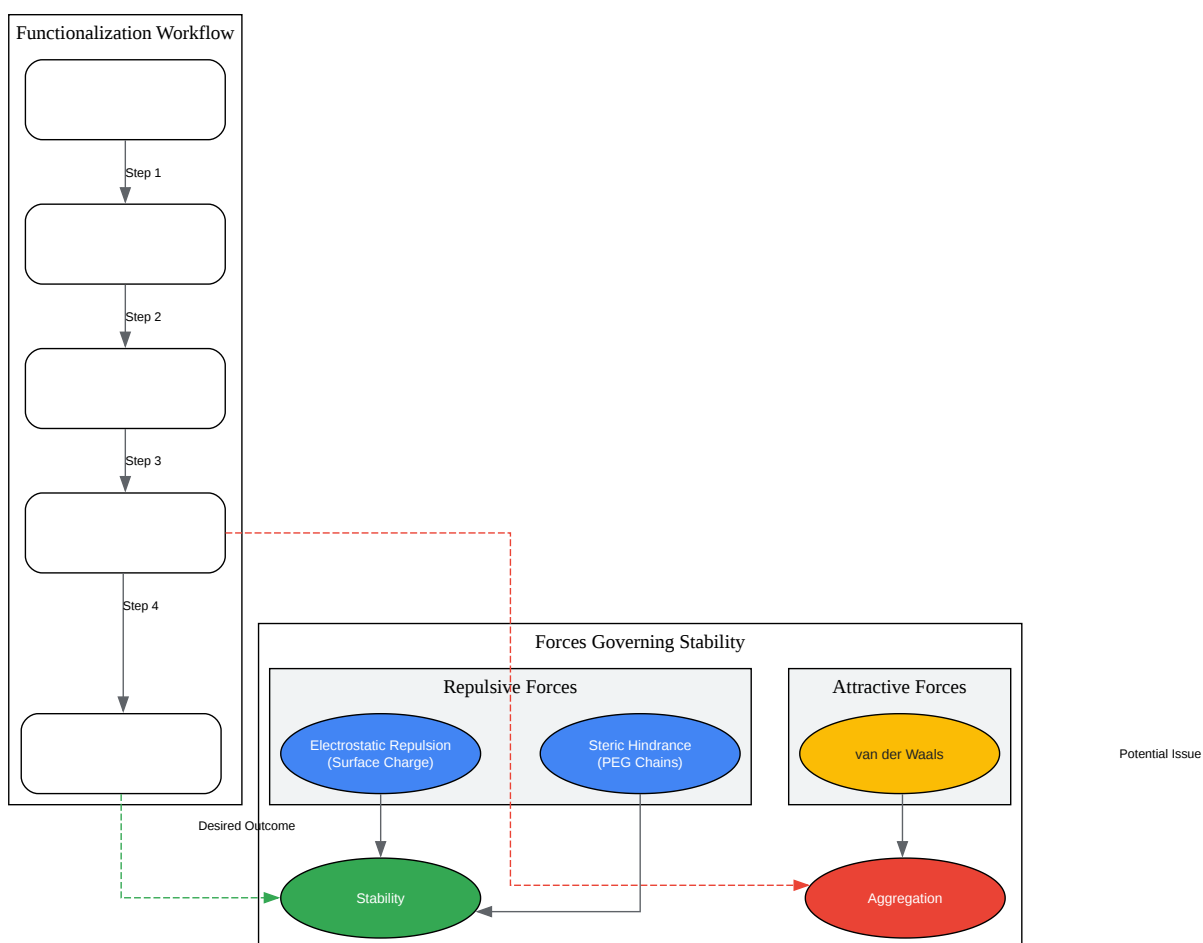 Functionalization Workflow
Step 1
Step 2
Step 3
Step 4
Forces Governing Stability
Repulsive Forces
Attractive Forces
Electrostatic Repulsion
(Surface Charge)
Steric Hindrance
(PEG Chains)
van der Waals
Potential Issue
Desired Outcome
Stability
Aggregation